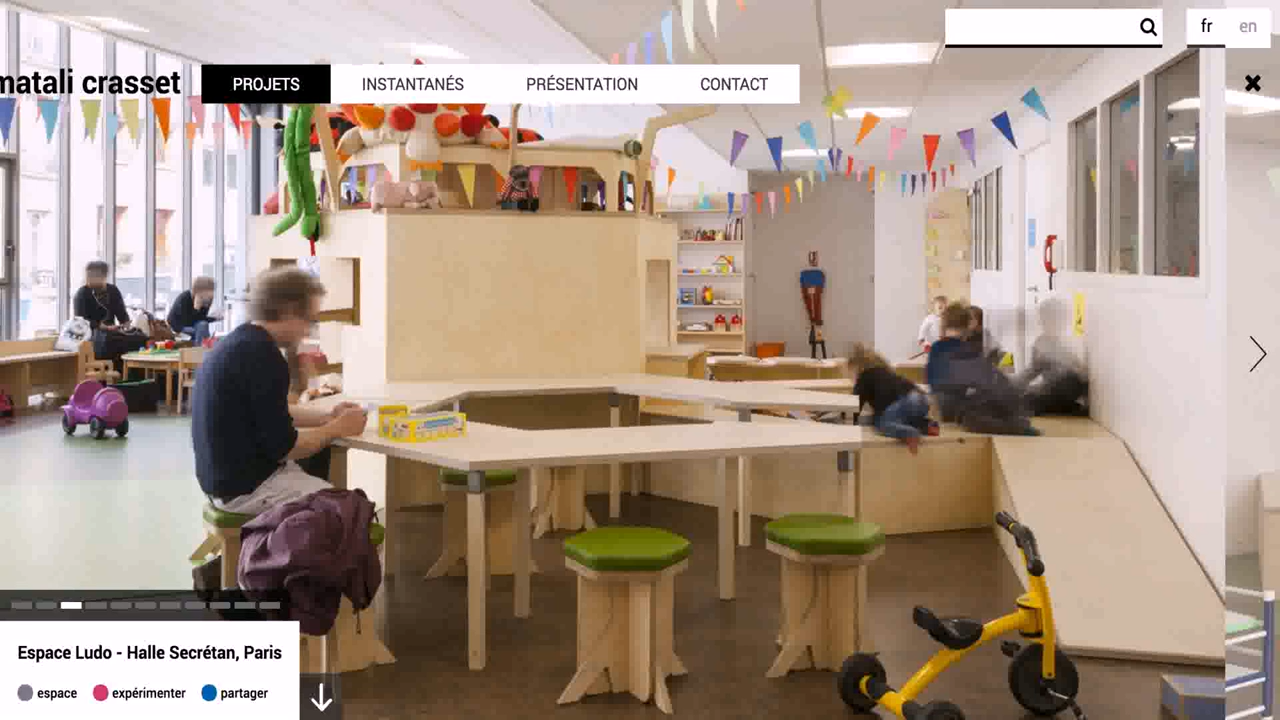 fr en
matali crasset
PROJETS INSTANTANÉS PRÉSENTATION CONTACT
Espace Ludo - Halle Secrétan, Paris
espace expérimenter partager